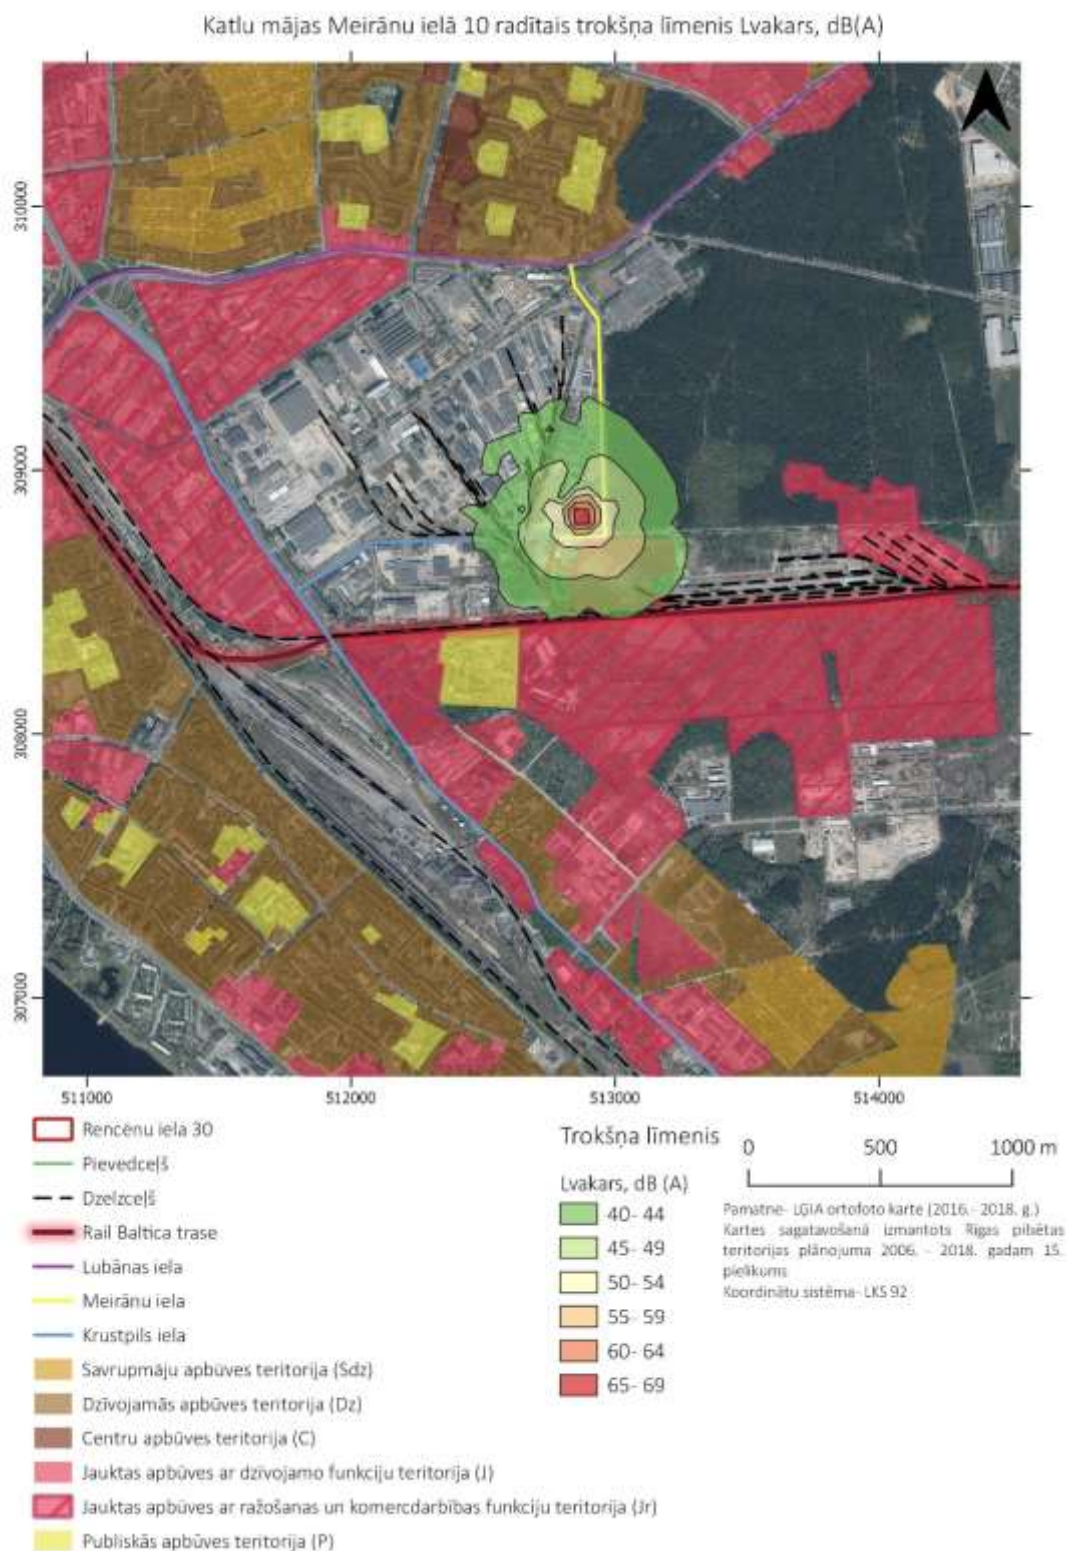 Katlu mājas Meirānu ielā 10 radītais trokšņa līmenis Lvakars, dB(A)
310000
309000
308000
307000
511000
512000
513000
514000
Rencēnu iela 30
Pievedceļš
Dzelzceļš
Rail Baltica trase
Lubānas iela
Meirānu iela
Krustpils iela
Savrupmāju apbūves teritorija (Sdz)
Dzīvojamās apbūves teritorija (Dz)
Centru apbūves teritorija (C)
Jauktas apbūves ar dzīvojamo funkciju teritorija (J)
Jauktas apbūves ar ražošanas un komercdarbības funkciju teritorija (Jr)
Publiskās apbūves teritorija (P)
Trokšņa līmenis
Lvakars, dB (A)
40- 44
45- 49
50- 54
55- 59
60- 64
65- 69
0 500 1000 m
Pamatne- LĢIA ortofoto karte (2016.- 2018. g.)
Kartes sagatavošanā izmantots Rīgas pilsētas
teritorijas plānojuma 2006. - 2018. gadam 15.
pielikums
Koordinātu sistēma- LKS 92